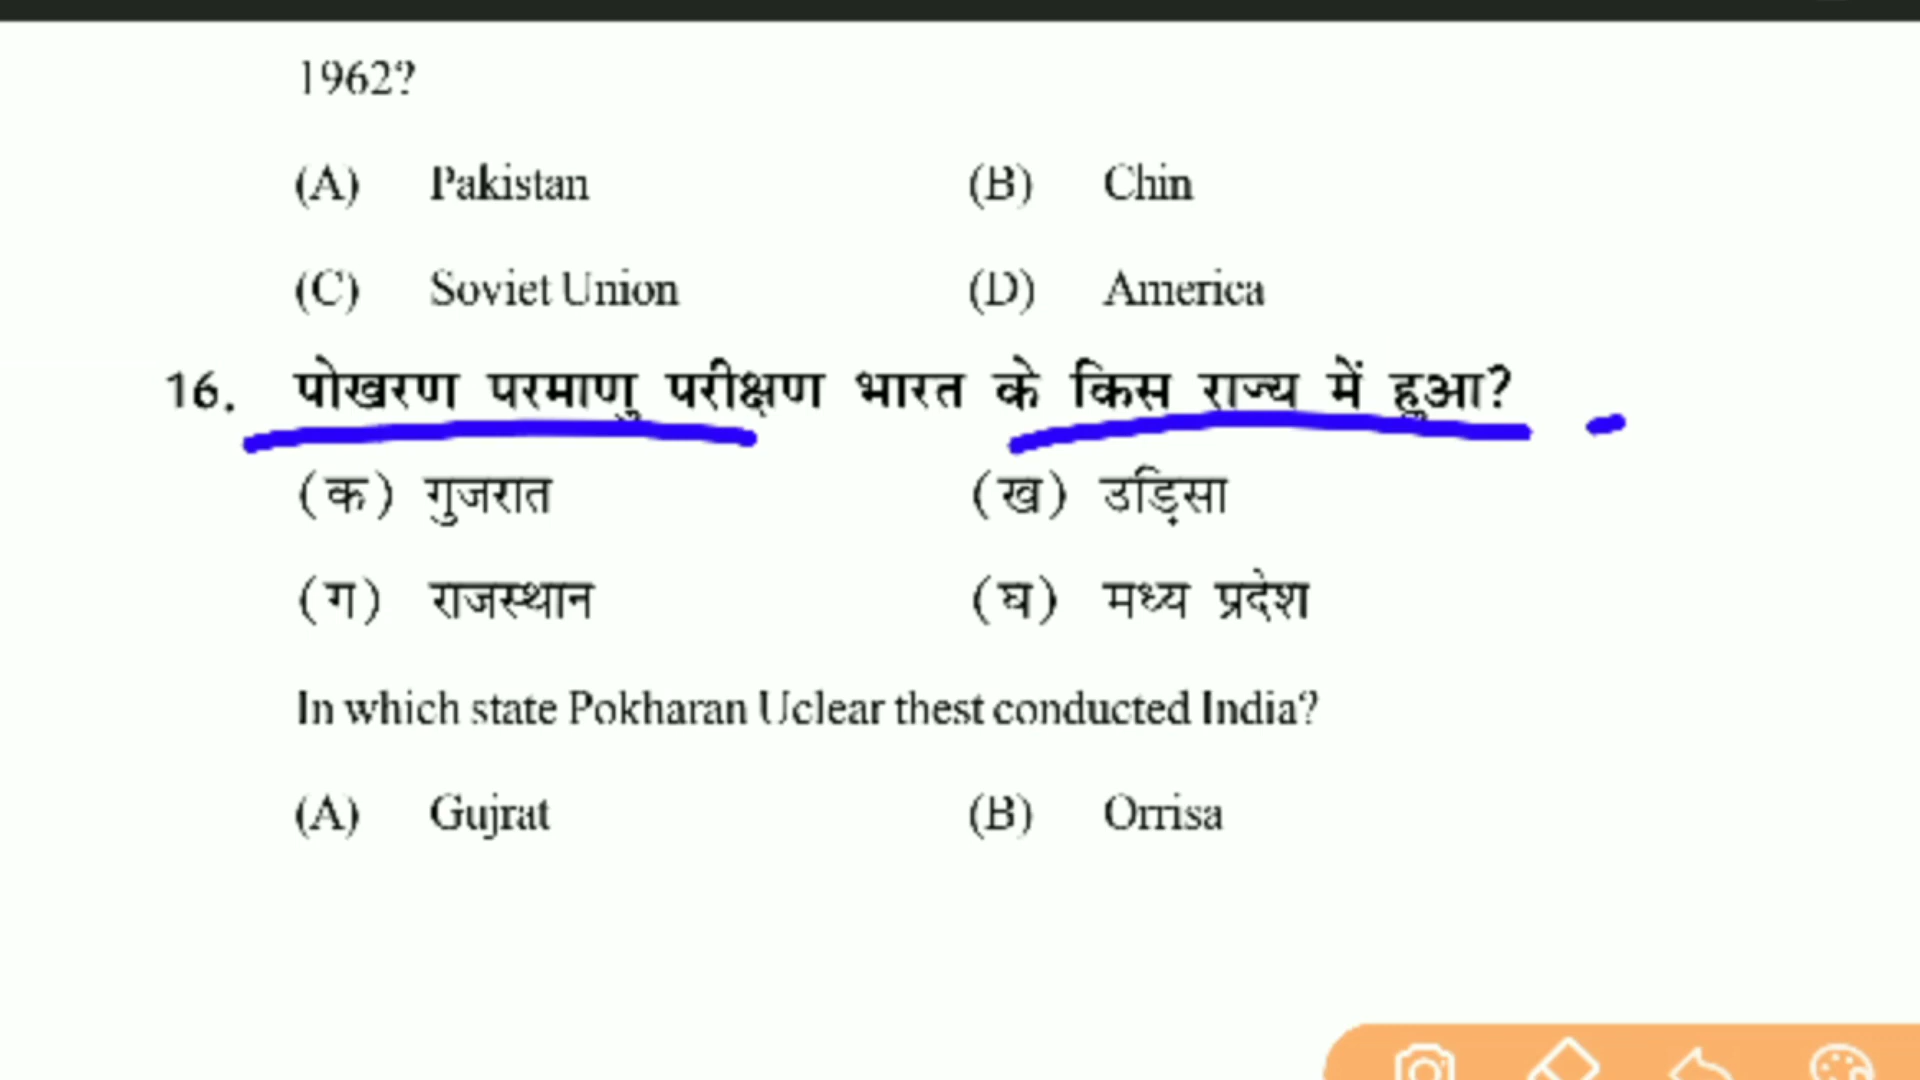 1962?
(A) Pakistan (B) Chin
(C) Soviet Union (D) America
16. पोखरण परमाणु परीक्षण भारत के किस राज्य में हुआ?
(क) गुजरात (ख) उड़िसा
(ग) राजस्थान (घ) मध्य प्रदेश
In which state Pokharan Uclear thest conducted India?
(A) Gujrat (B) Orrisa